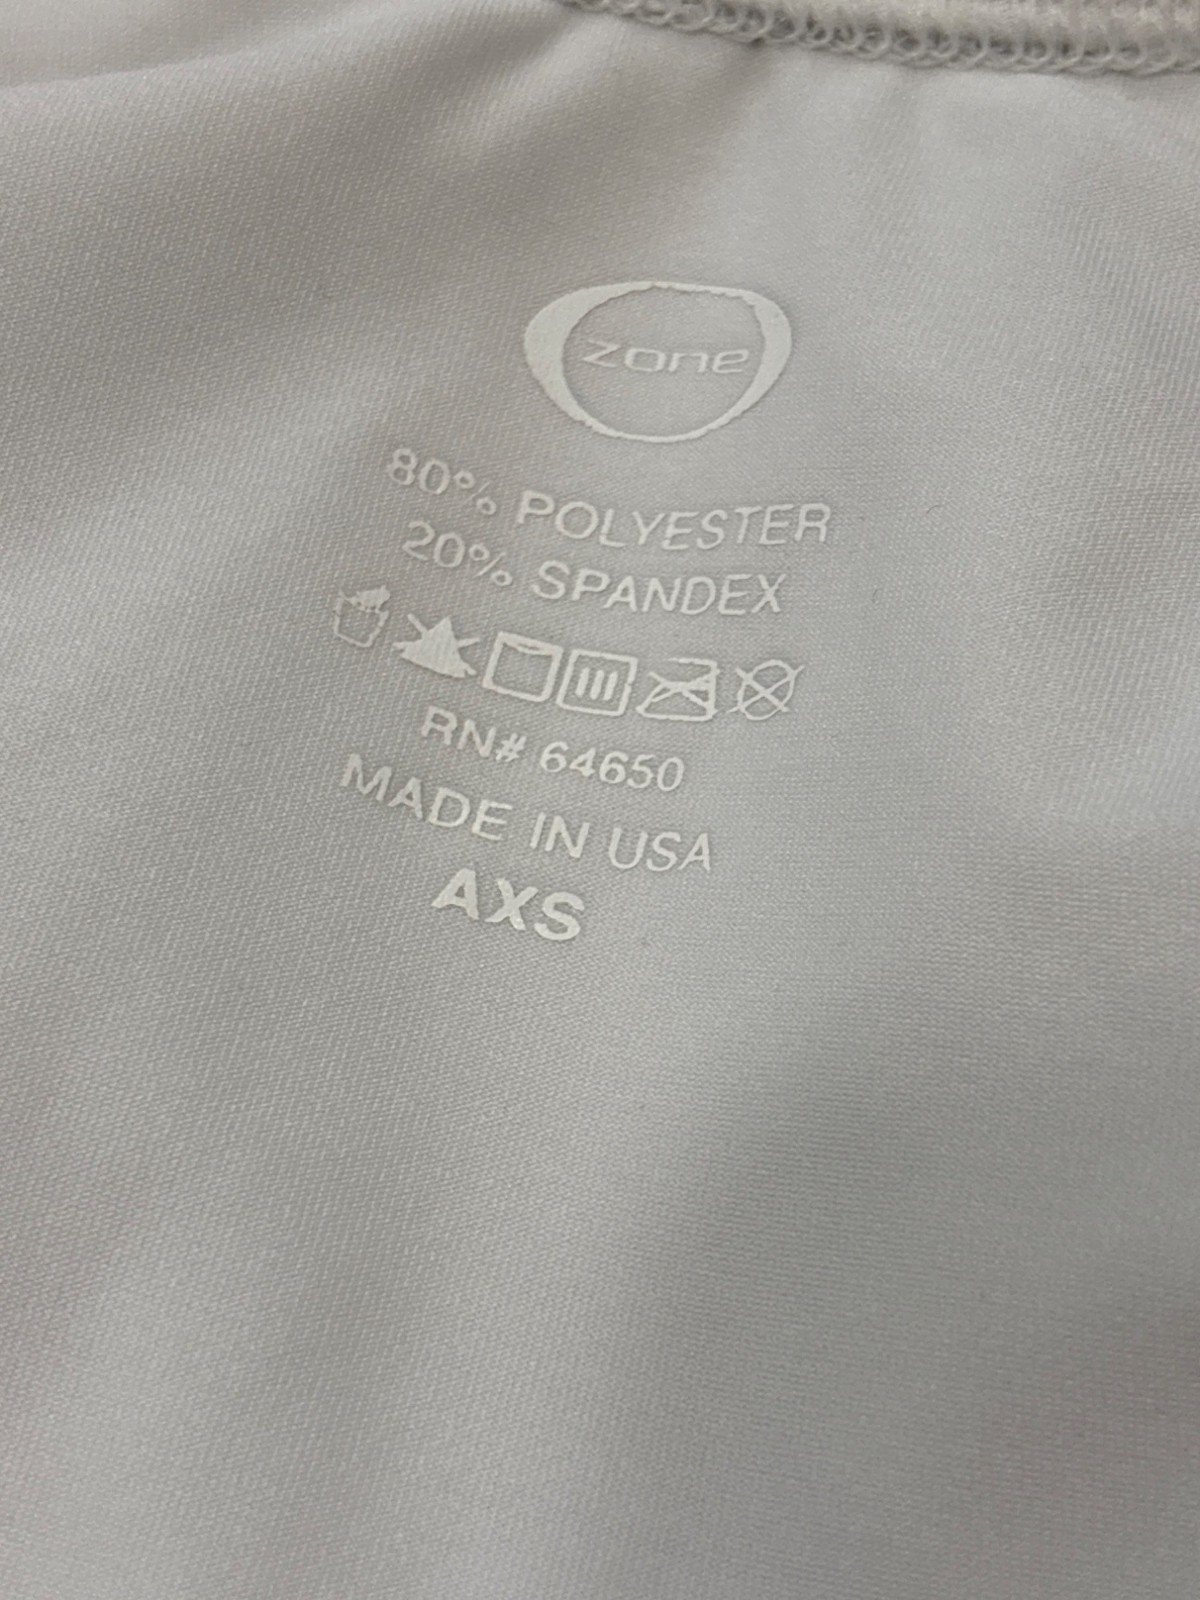 zone
80% POLYESTER
20% SPANDEX
RN# 64650
MADE IN USA
AXS